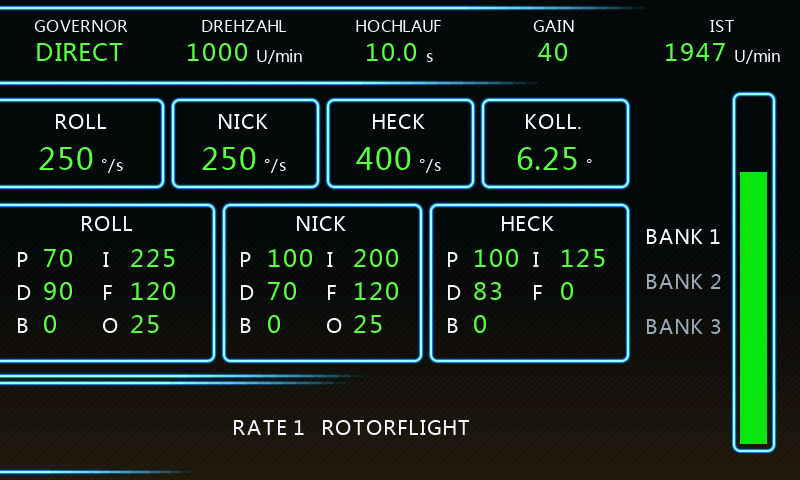 GOVERNOR DREHZAHL HOCHLAUF GAIN IST
DIRECT 1000 U/min 10.0 s 40 1947 U/min
ROLL NICK HECK KOLL.
250 °/s 250 °/s 400 °/s 6.25 °
ROLL NICK HECK
P 70 I 225 P 100 I 200 P 100 I 125
D 90 F 120 D 70 F 120 D 83 F 0
B 0 O 25 B 0 O 25 B 0
BANK 1
BANK 2
BANK 3
RATE 1 ROTORFLIGHT